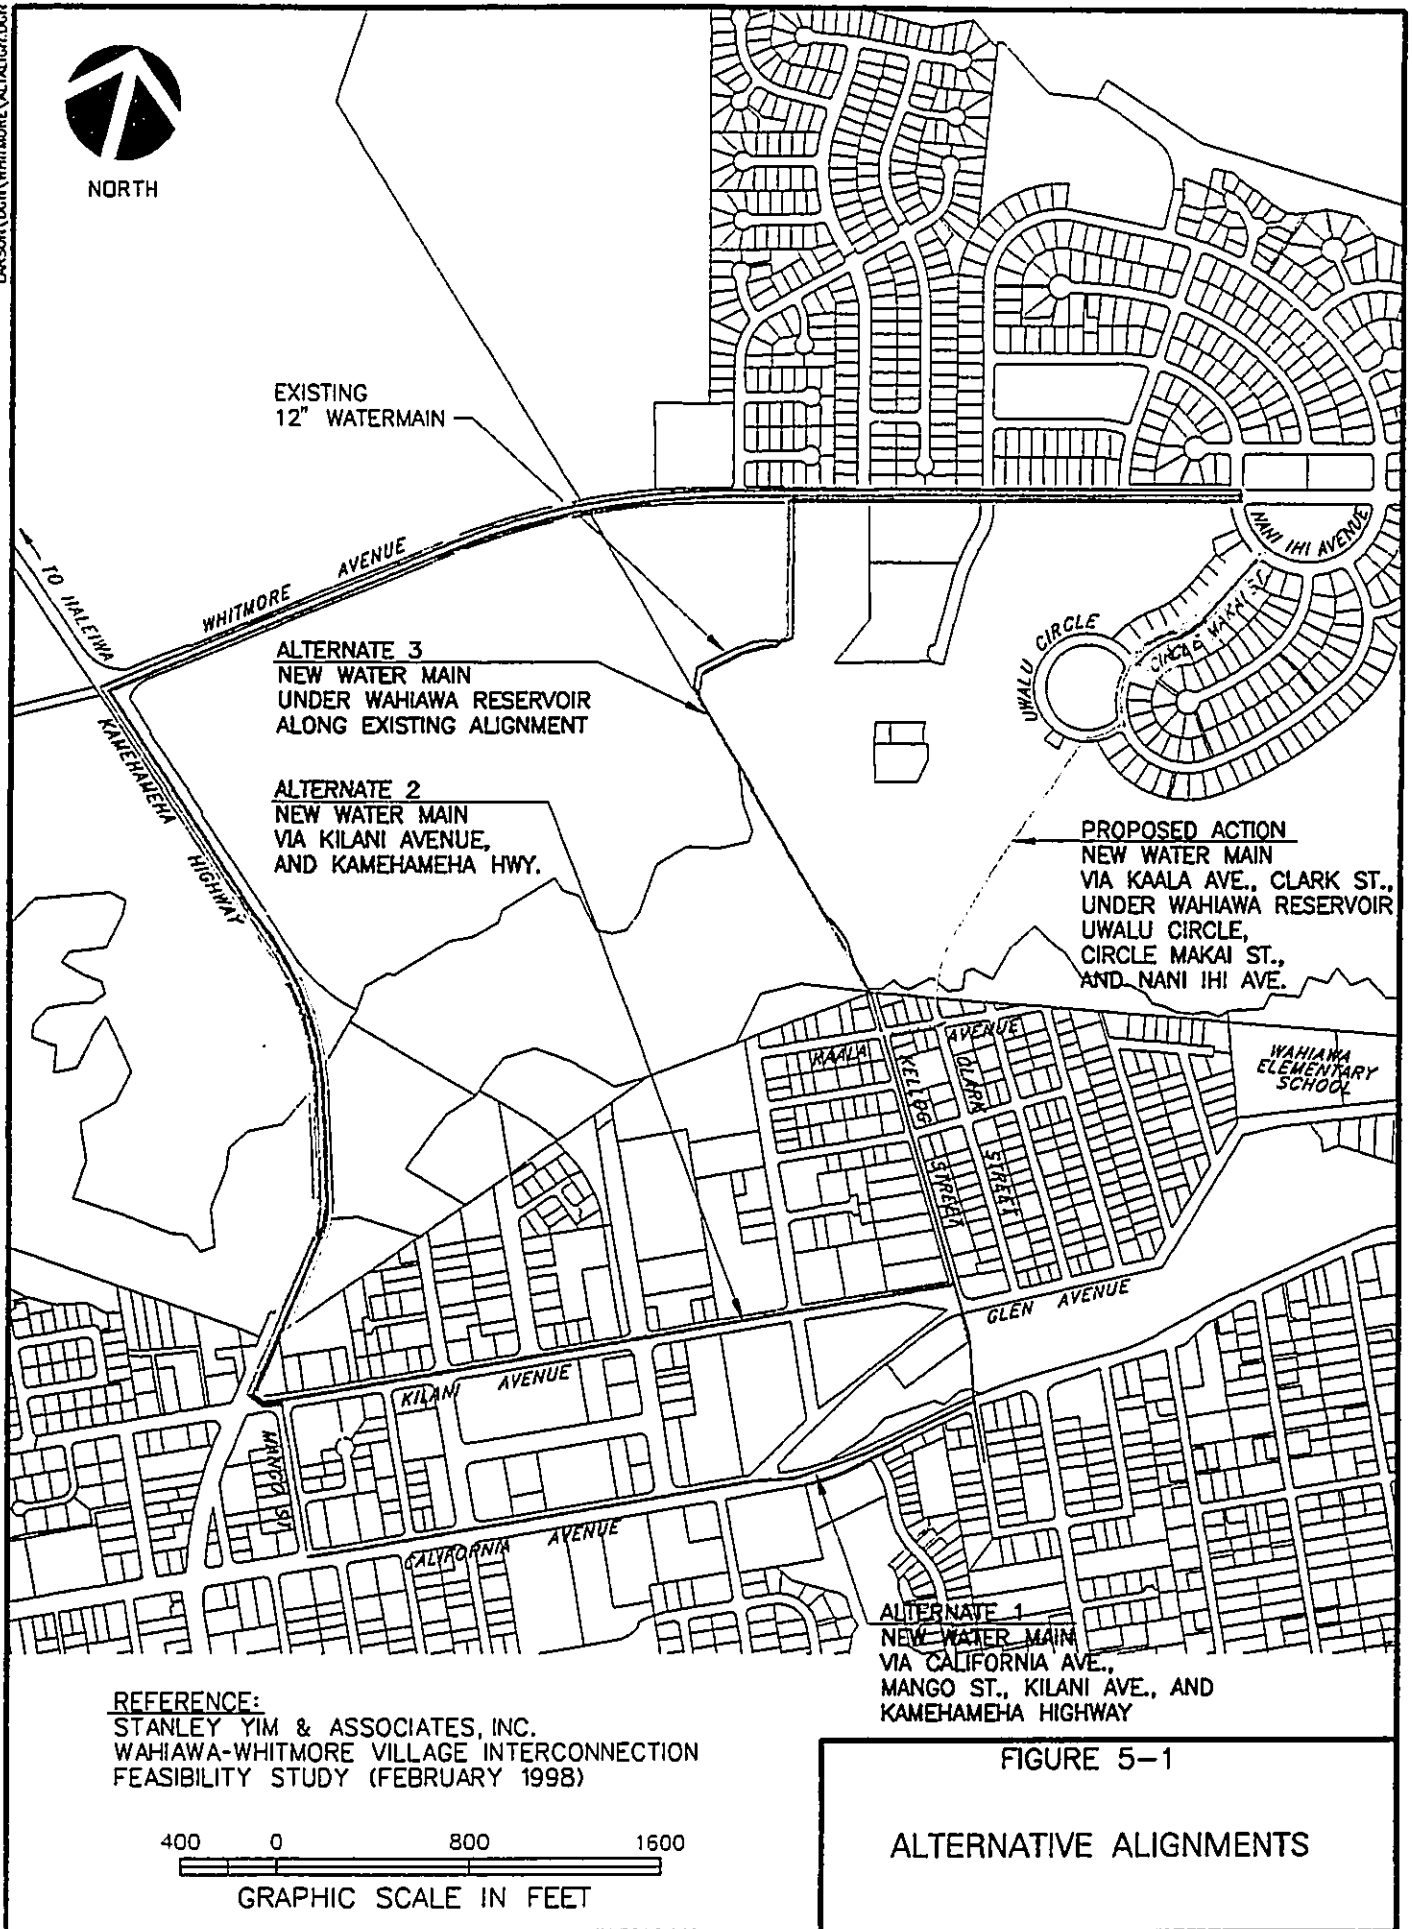 NORTH
EXISTING
12" WATERMAIN
TO HALEIWA
WHITMORE AVENUE
NANI IHI AVENUE
UWALU CIRCLE
CIRCLE MAKAI ST.
KAMEHAMEHA HIGHWAY
ALTERNATE 3
NEW WATER MAIN
UNDER WAHIAWA RESERVOIR
ALONG EXISTING ALIGNMENT
ALTERNATE 2
NEW WATER MAIN
VIA KILANI AVENUE,
AND KAMEHAMEHA HWY.
PROPOSED ACTION
NEW WATER MAIN
VIA KAALA AVE., CLARK ST.,
UNDER WAHIAWA RESERVOIR
UWALU CIRCLE,
CIRCLE MAKAI ST.,
AND NANI IHI AVE.
KAALA AVENUE
KELLOG STREET
CLARK STREET
WAHIAWA
ELEMENTARY
SCHOOL
GLEN AVENUE
KILANI AVENUE
MANGO ST.
CALIFORNIA AVENUE
ALTERNATE 1
NEW WATER MAIN
VIA CALIFORNIA AVE.,
MANGO ST., KILANI AVE., AND
KAMEHAMEHA HIGHWAY
REFERENCE:
STANLEY YIM & ASSOCIATES, INC.
WAHIAWA-WHITMORE VILLAGE INTERCONNECTION
FEASIBILITY STUDY (FEBRUARY 1998)
400 0 800 1600
GRAPHIC SCALE IN FEET
FIGURE 5-1
ALTERNATIVE ALIGNMENTS